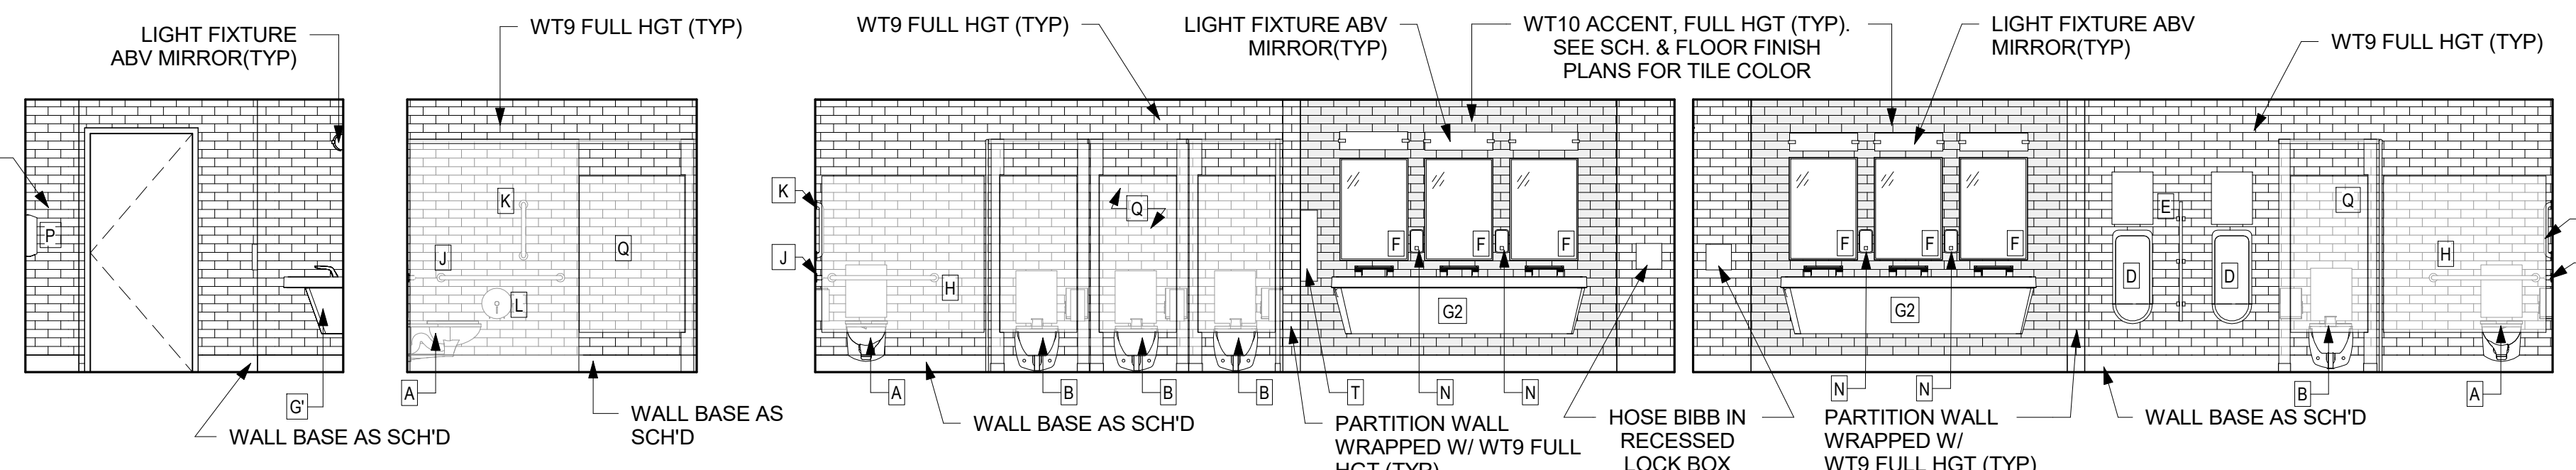 LIGHT FIXTURE
ABV MIRROR(TYP)
P
G'
WALL BASE AS SCH'D
WT9 FULL HGT (TYP)
K
J
Q
L
A
WALL BASE AS
SCH'D
WT9 FULL HGT (TYP)
LIGHT FIXTURE ABV
MIRROR(TYP)
WT10 ACCENT, FULL HGT (TYP).
SEE SCH. & FLOOR FINISH
PLANS FOR TILE COLOR
K
J
H
Q
F
F
F
G2
A
B
B
B
T
N
N
WALL BASE AS SCH'D
PARTITION WALL
WRAPPED W/ WT9 FULL
HGT (TYP)
HOSE BIBB IN
RECESSED
LOCK BOX
LIGHT FIXTURE ABV
MIRROR(TYP)
WT9 FULL HGT (TYP)
F
F
F
G2
E
D
D
Q
H
N
N
B
A
PARTITION WALL
WRAPPED W/
WT9 FULL HGT (TYP)
WALL BASE AS SCH'D